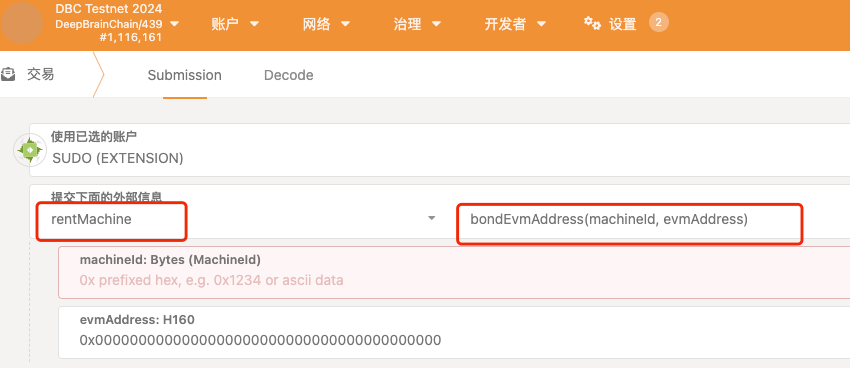 DBC Testnet 2024
DeepBrainChain/439
#1,116,161
账户
网络
治理
开发者
设置
2
交易
Submission
Decode
使用已选的账户
SUDO (EXTENSION)
提交下面的外部信息
rentMachine
bondEvmAddress(machineId, evmAddress)
machineId: Bytes (MachineId)
0x prefixed hex, e.g. 0x1234 or ascii data
evmAddress: H160
0x0000000000000000000000000000000000000000